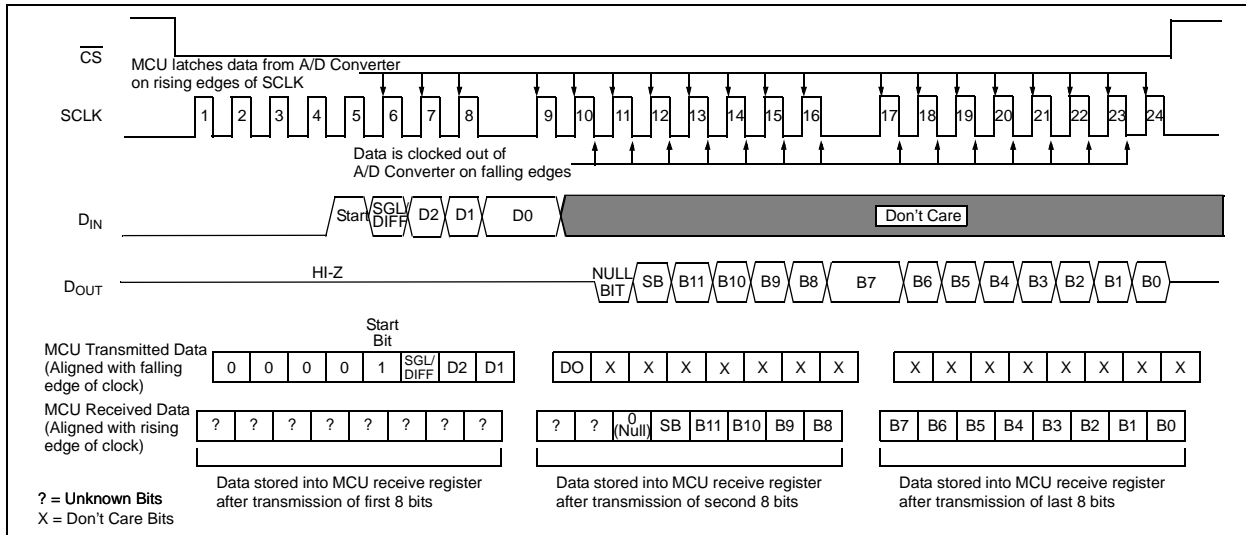 CS
MCU latches data from A/D Converter
on rising edges of SCLK
SCLK
1 2 3 4 5 6 7 8 9 10 11 12 13 14 15 16 17 18 19 20 21 22 23 24
Data is clocked out of
A/D Converter on falling edges
DIN
Start SGL/ DIFF D2 D1 D0 Don't Care
HI-Z
DOUT
NULL BIT SB B11 B10 B9 B8 B7 B6 B5 B4 B3 B2 B1 B0
Start
Bit
MCU Transmitted Data
(Aligned with falling
edge of clock)
0 0 0 0 1 SGL/ DIFF D2 D1 DO X X X X X X X X X X X X X X X
MCU Received Data
(Aligned with rising
edge of clock)
? ? ? ? ? ? ? ? ? ? 0 (Null) SB B11 B10 B9 B8 B7 B6 B5 B4 B3 B2 B1 B0
Data stored into MCU receive register
after transmission of first 8 bits
Data stored into MCU receive register
after transmission of second 8 bits
Data stored into MCU receive register
after transmission of last 8 bits
? = Unknown Bits
X = Don't Care Bits